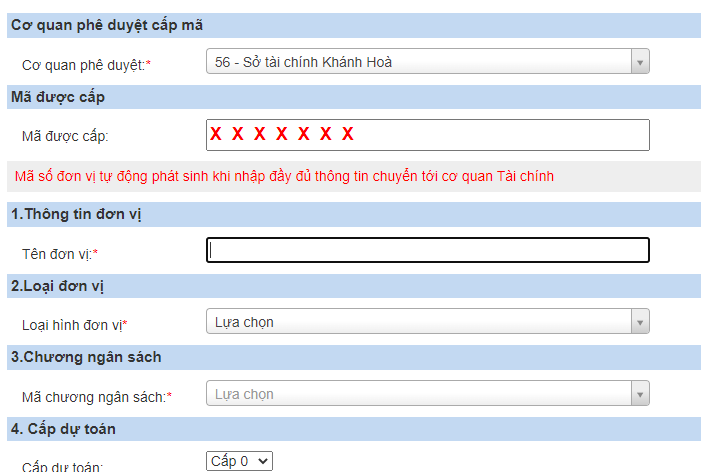 Cơ quan phê duyệt cấp mã
Cơ quan phê duyệt:* 56 - Sở tài chính Khánh Hoà
Mã được cấp
Mã được cấp: X X X X X X X
Mã số đơn vị tự động phát sinh khi nhập đầy đủ thông tin chuyển tới cơ quan Tài chính
1.Thông tin đơn vị
Tên đơn vị:*
2.Loại đơn vị
Loại hình đơn vị* Lựa chọn
3.Chương ngân sách
Mã chương ngân sách:* Lựa chọn
4. Cấp dự toán
Cấp dự toán: Cấp 0